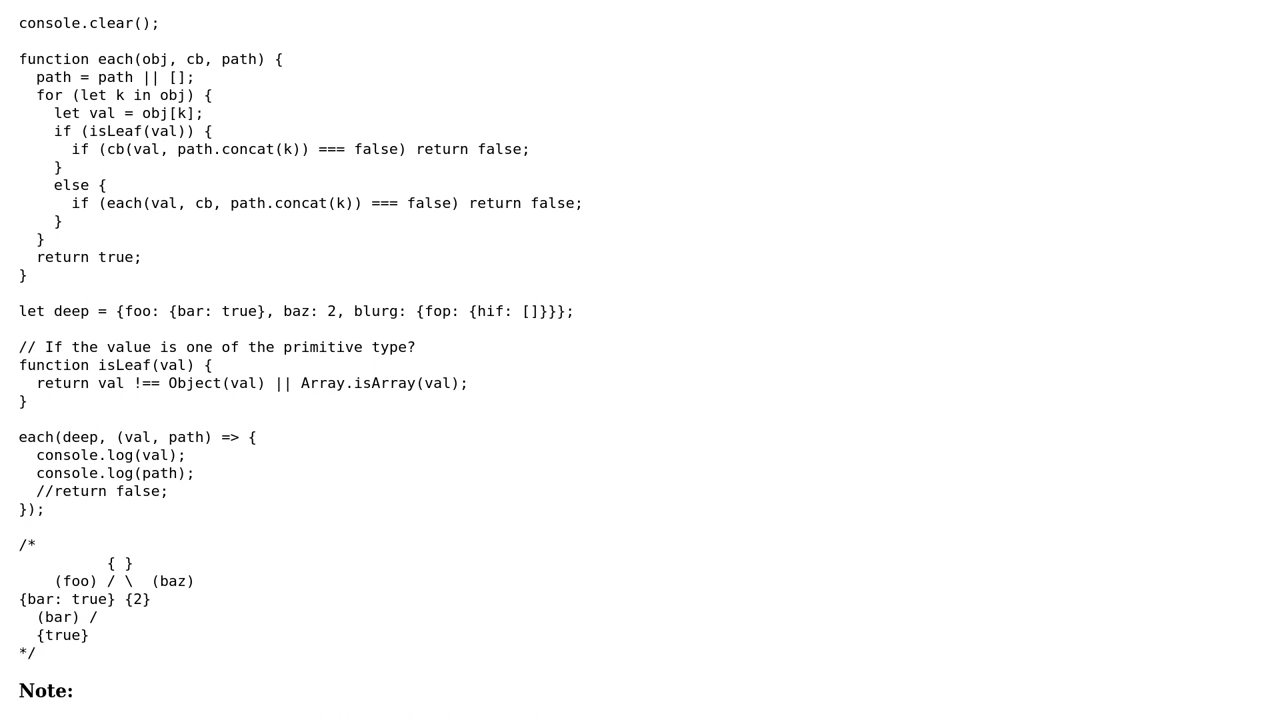 console.clear();

function each(obj, cb, path) {
  path = path || [];
  for (let k in obj) {
    let val = obj[k];
    if (isLeaf(val)) {
      if (cb(val, path.concat(k)) === false) return false;
    }
    else {
      if (each(val, cb, path.concat(k)) === false) return false;
    }
  }
  return true;
}

let deep = {foo: {bar: true}, baz: 2, blurg: {fop: {hif: []}}};

// If the value is one of the primitive type?
function isLeaf(val) {
  return val !== Object(val) || Array.isArray(val);
}

each(deep, (val, path) => {
  console.log(val);
  console.log(path);
  //return false;
});

/*
          { }
    (foo) / \  (baz)
{bar: true} {2}
  (bar) /
  {true}
*/

Note: